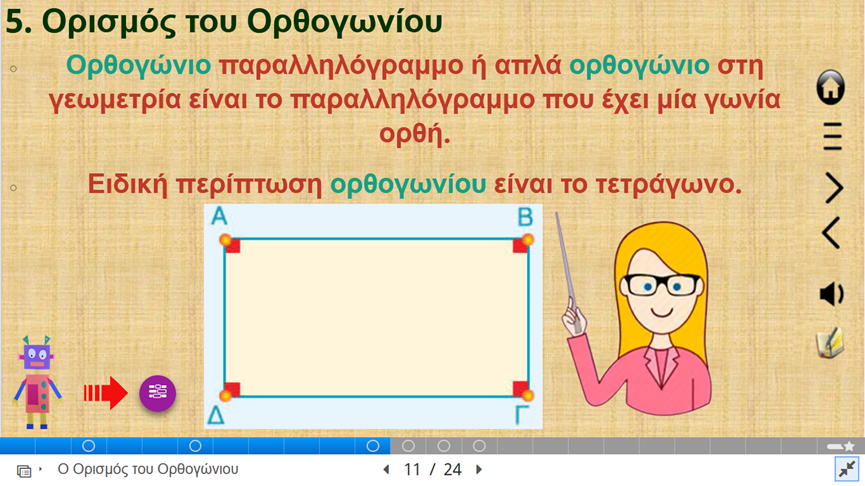 5. Ορισμός του Ορθογωνίου
Ορθογώνιο παραλληλόγραμμο ή απλά ορθογώνιο στη
γεωμετρία είναι το παραλληλόγραμμο που έχει μία γωνία
ορθή.
Ειδική περίπτωση ορθογωνίου είναι το τετράγωνο.
Α Β
Δ Γ
Ο Ορισμός του Ορθογώνιου
11 / 24